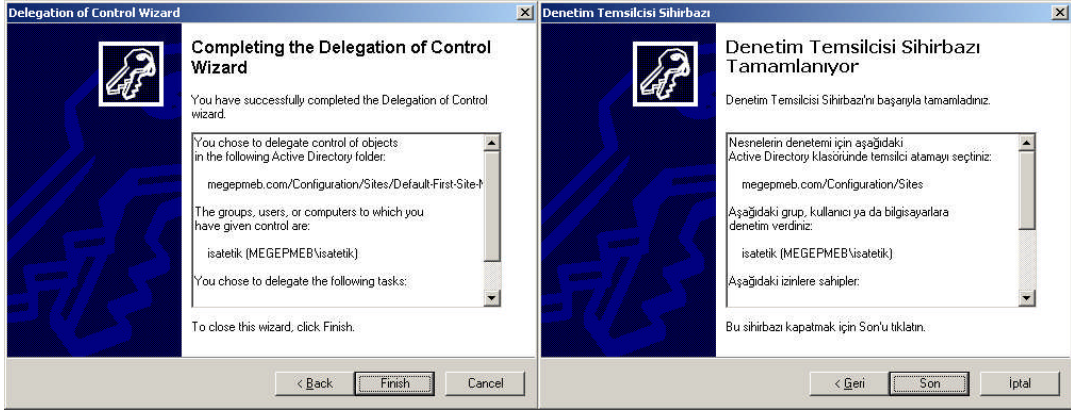 Delegation of Control Wizard
Completing the Delegation of Control
Wizard
You have successfully completed the Delegation of Control
wizard.
You chose to delegate control of objects
in the following Active Directory folder:
megepmeb.com/Configuration/Sites/Default-First-Site-N
The groups, users, or computers to which you
have given control are:
isatetik (MEGEPMEB\isatetik)
You chose to delegate the following tasks:
To close this wizard, click Finish.
< Back
Finish
Cancel
Denetim Temsilcisi Sihirbazı
Denetim Temsilcisi Sihirbazı
Tamamlanıyor
Denetim Temsilcisi Sihirbazı'nı başarıyla tamamladınız.
Nesnelerin denetemi için aşağıdaki
Active Directory klasöründe temsilci atamayı seçtiniz:
megepmeb.com/Configuration/Sites
Aşağıdaki grup, kullanıcı ya da bilgisayarlara
denetim verdiniz:
isatetik (MEGEPMEB\isatetik)
Aşağıdaki izinlere sahipler:
Bu sihirbazı kapatmak için Son'u tıklatın.
< Geri
Son
İptal